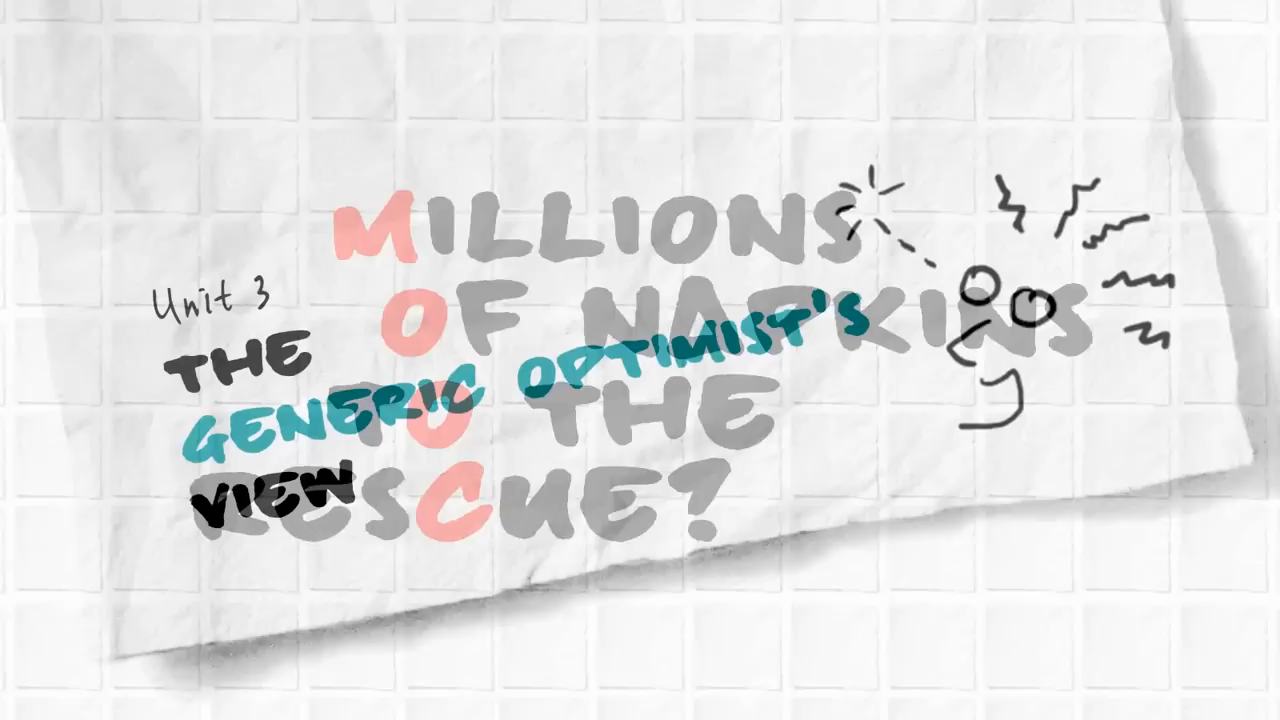 MILLIONS
OF NAPKINS
TO THE
RESCUE?
Unit 3
THE
GENERIC OPTIMIST'S
VIEW